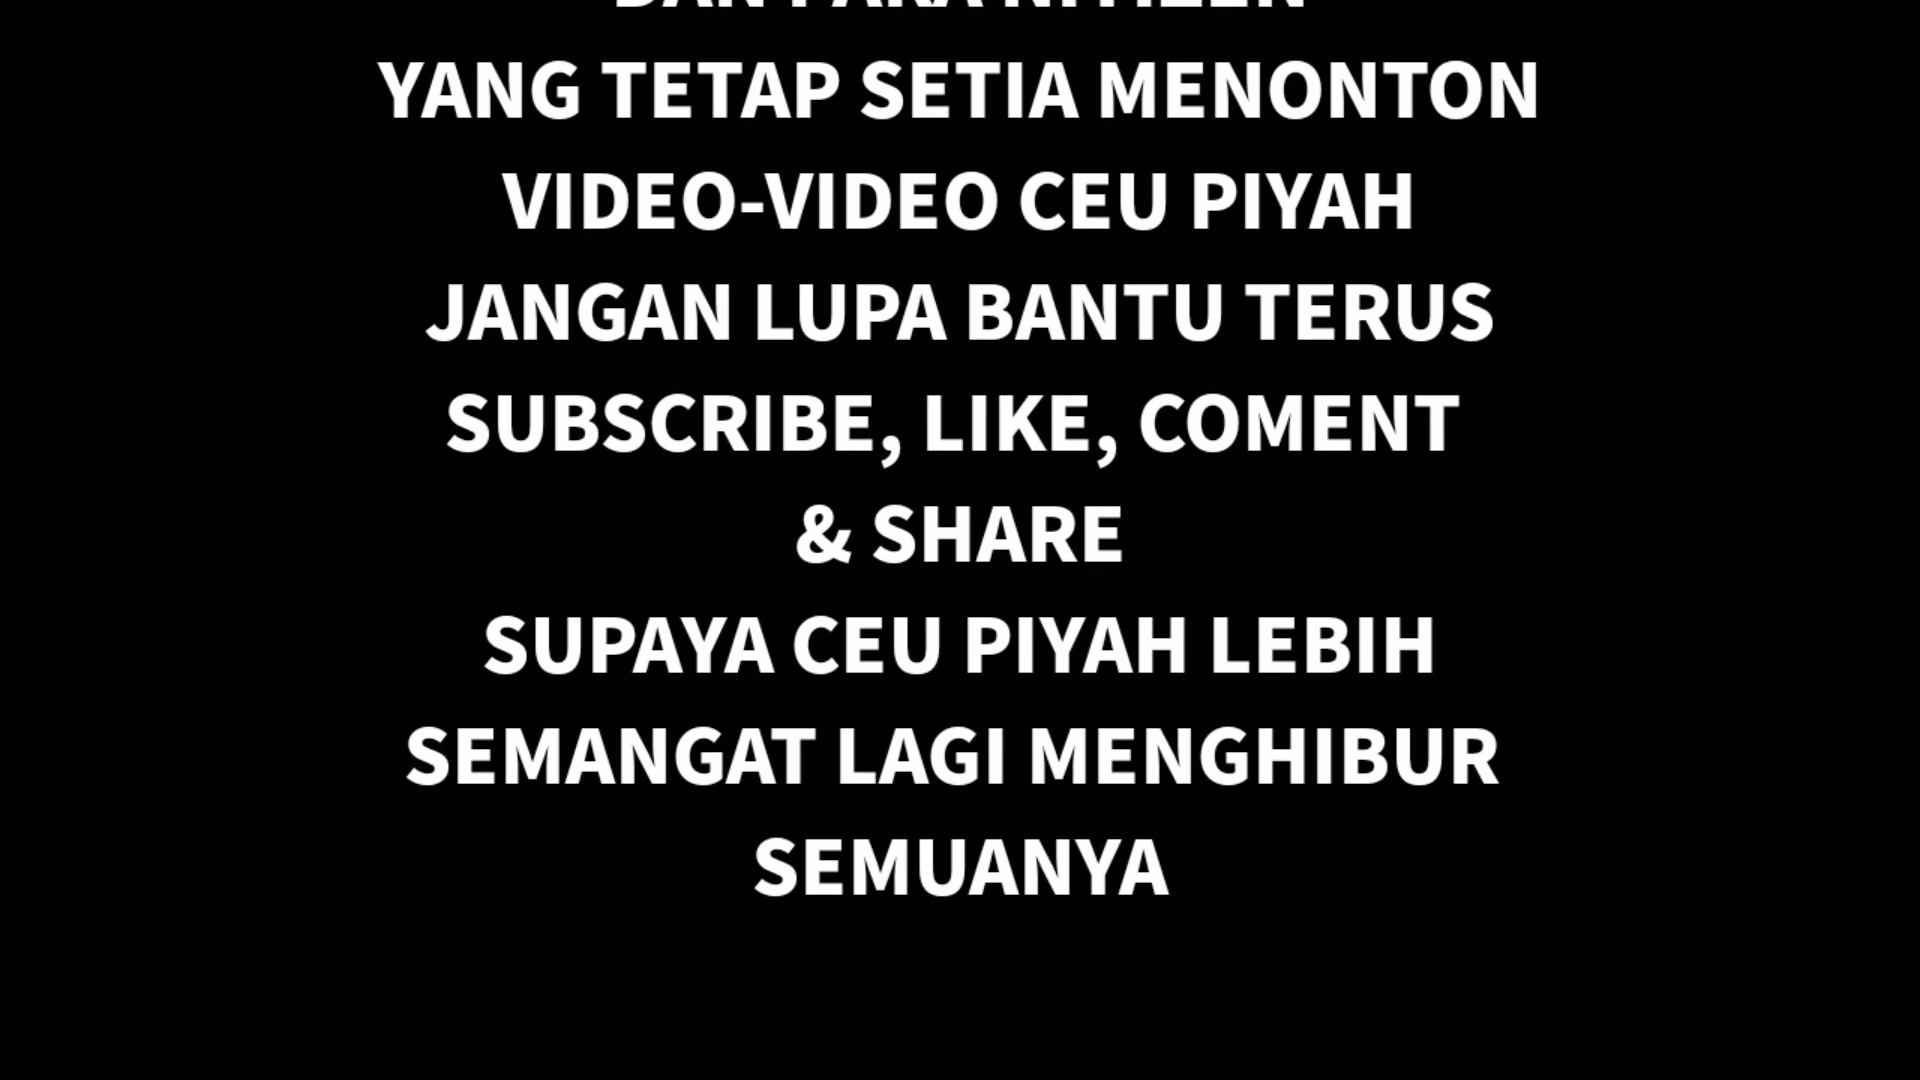 YANG TETAP SETIA MENONTON
VIDEO-VIDEO CEU PIYAH
JANGAN LUPA BANTU TERUS
SUBSCRIBE, LIKE, COMENT
& SHARE
SUPAYA CEU PIYAH LEBIH
SEMANGAT LAGI MENGHIBUR
SEMUANYA